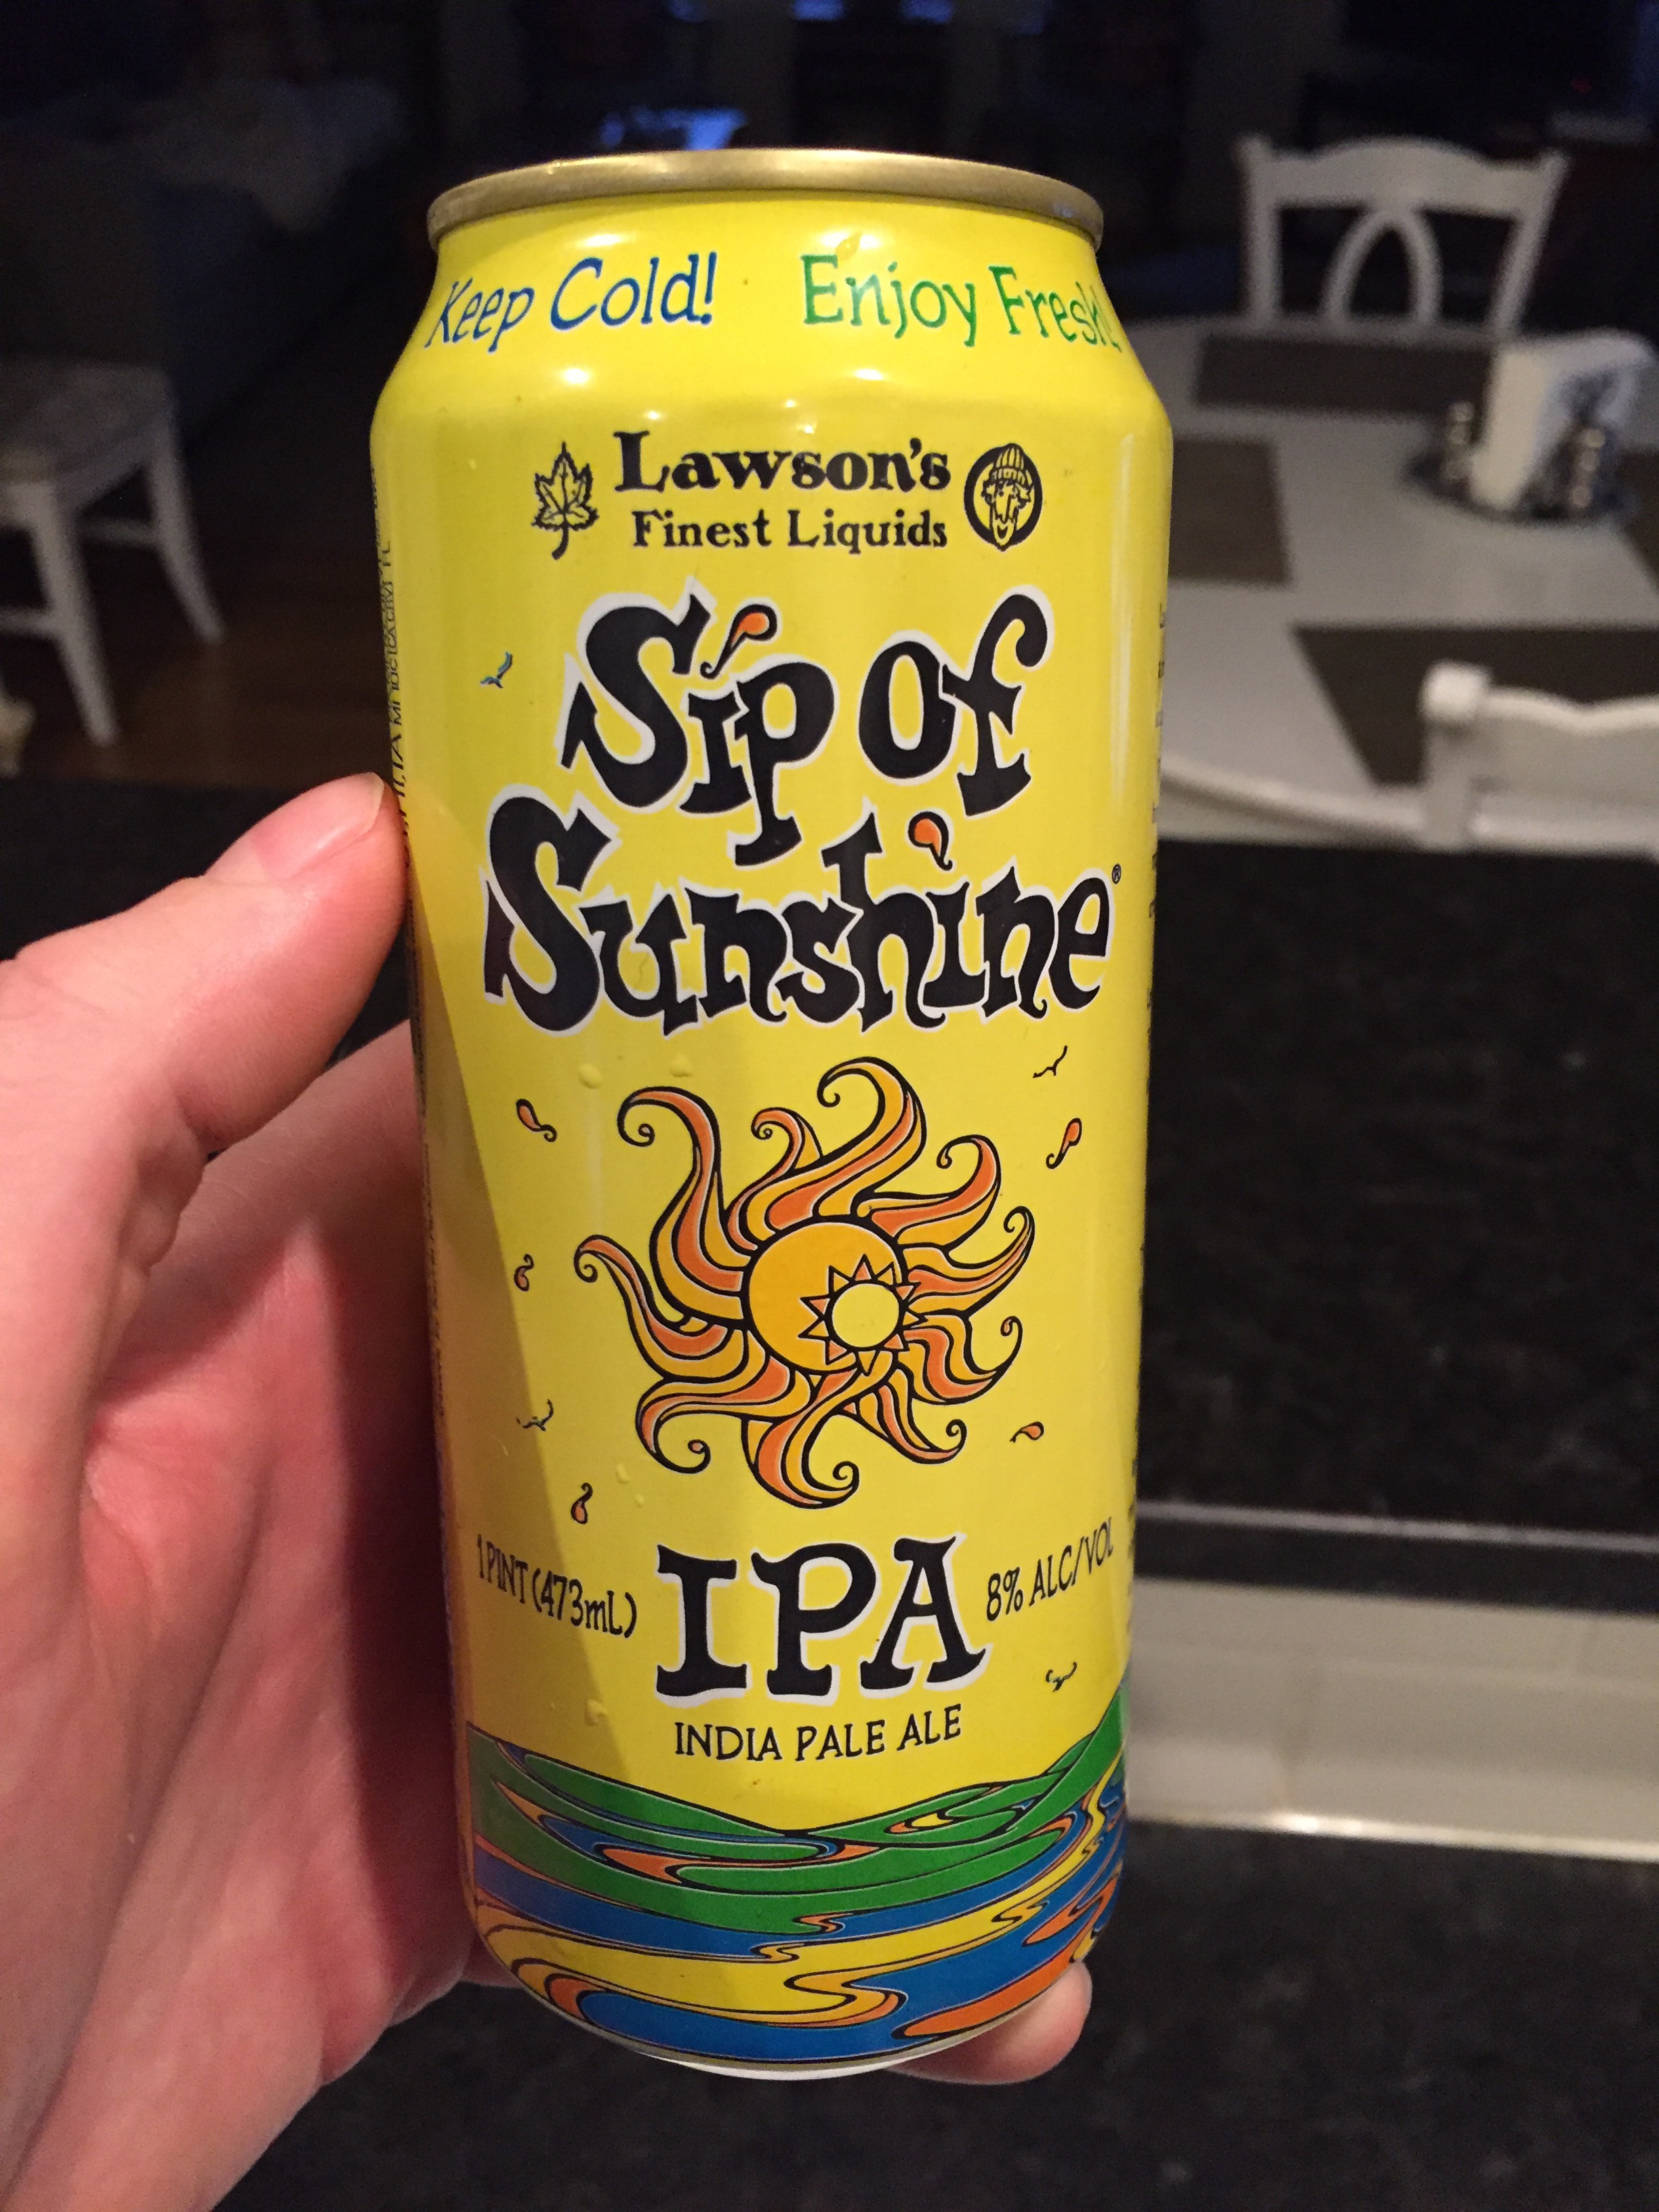 Keep Cold! Enjoy Fresh!
Lawson's
Finest Liquids
Sip of
Sunshine®
IPA
1 PINT (473mL) 8% ALC/VOL
INDIA PALE ALE